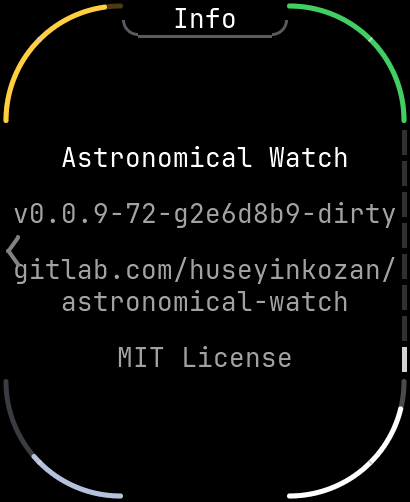 Info
Astronomical Watch
v0.0.9-72-g2e6d8b9-dirty
gitlab.com/huseyinkozan/
astronomical-watch
MIT License